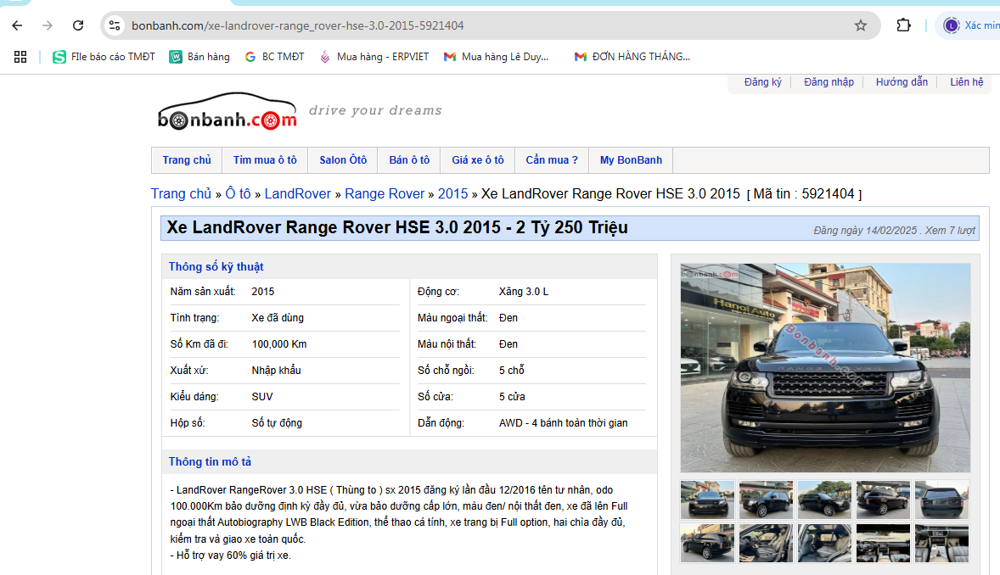 bonbanh.com/xe-landrover-range_rover-hse-3.0-2015-5921404
L
Xác min
FIle báo cáo TMĐT
Bán hàng
BC TMĐT
Mua hàng - ERPVIET
Mua hàng Lê Duy...
ĐƠN HÀNG THÁNG...
Đăng ký
Đăng nhập
Hướng dẫn
Liên hệ
bonbanh.com
drive your dreams
Trang chủ
Tìm mua ô tô
Salon Ôtô
Bán ô tô
Giá xe ô tô
Cần mua ?
My BonBanh
Trang chủ » Ô tô » LandRover » Range Rover » 2015 » Xe LandRover Range Rover HSE 3.0 2015 [ Mã tin : 5921404 ]
Xe LandRover Range Rover HSE 3.0 2015 - 2 Tỷ 250 Triệu
Đăng ngày 14/02/2025 . Xem 7 lượt
Thông số kỹ thuật
Năm sản xuất: 2015
Động cơ: Xăng 3.0 L
Tình trạng: Xe đã dùng
Màu ngoại thất: Đen
Số Km đã đi: 100,000 Km
Màu nội thất: Đen
Xuất xứ: Nhập khẩu
Số chỗ ngồi: 5 chỗ
Kiểu dáng: SUV
Số cửa: 5 cửa
Hộp số: Số tự động
Dẫn động: AWD - 4 bánh toàn thời gian
Thông tin mô tả
- LandRover RangeRover 3.0 HSE ( Thùng to ) sx 2015 đăng ký lần đầu 12/2016 tên tư nhân, odo
100.000Km bảo dưỡng định kỳ đầy đủ, vừa bảo dưỡng cấp lớn, màu đen/ nội thất đen, xe đã lên Full
ngoại thất Autobiography LWB Black Edition, thể thao cá tính, xe trang bị Full option, hai chìa đầy đủ,
kiểm tra và giao xe toàn quốc.
- Hỗ trợ vay 60% giá trị xe.
bonbanh.com
Hanoi Auto
Bonbanh.com